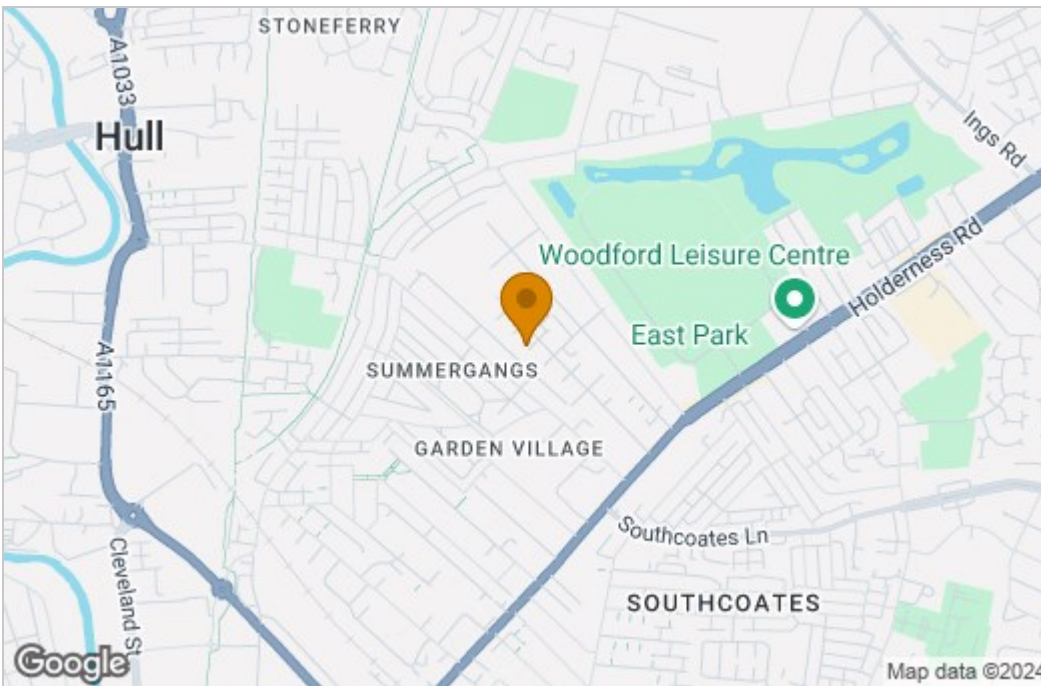 STONEFERRY
A1033
Hull
Ings Rd
Woodford Leisure Centre
Holderness Rd
East Park
A1165
SUMMERGANGS
GARDEN VILLAGE
Southcoates Ln
Cleveland St
SOUTHCOATES
Google
Map data ©2024